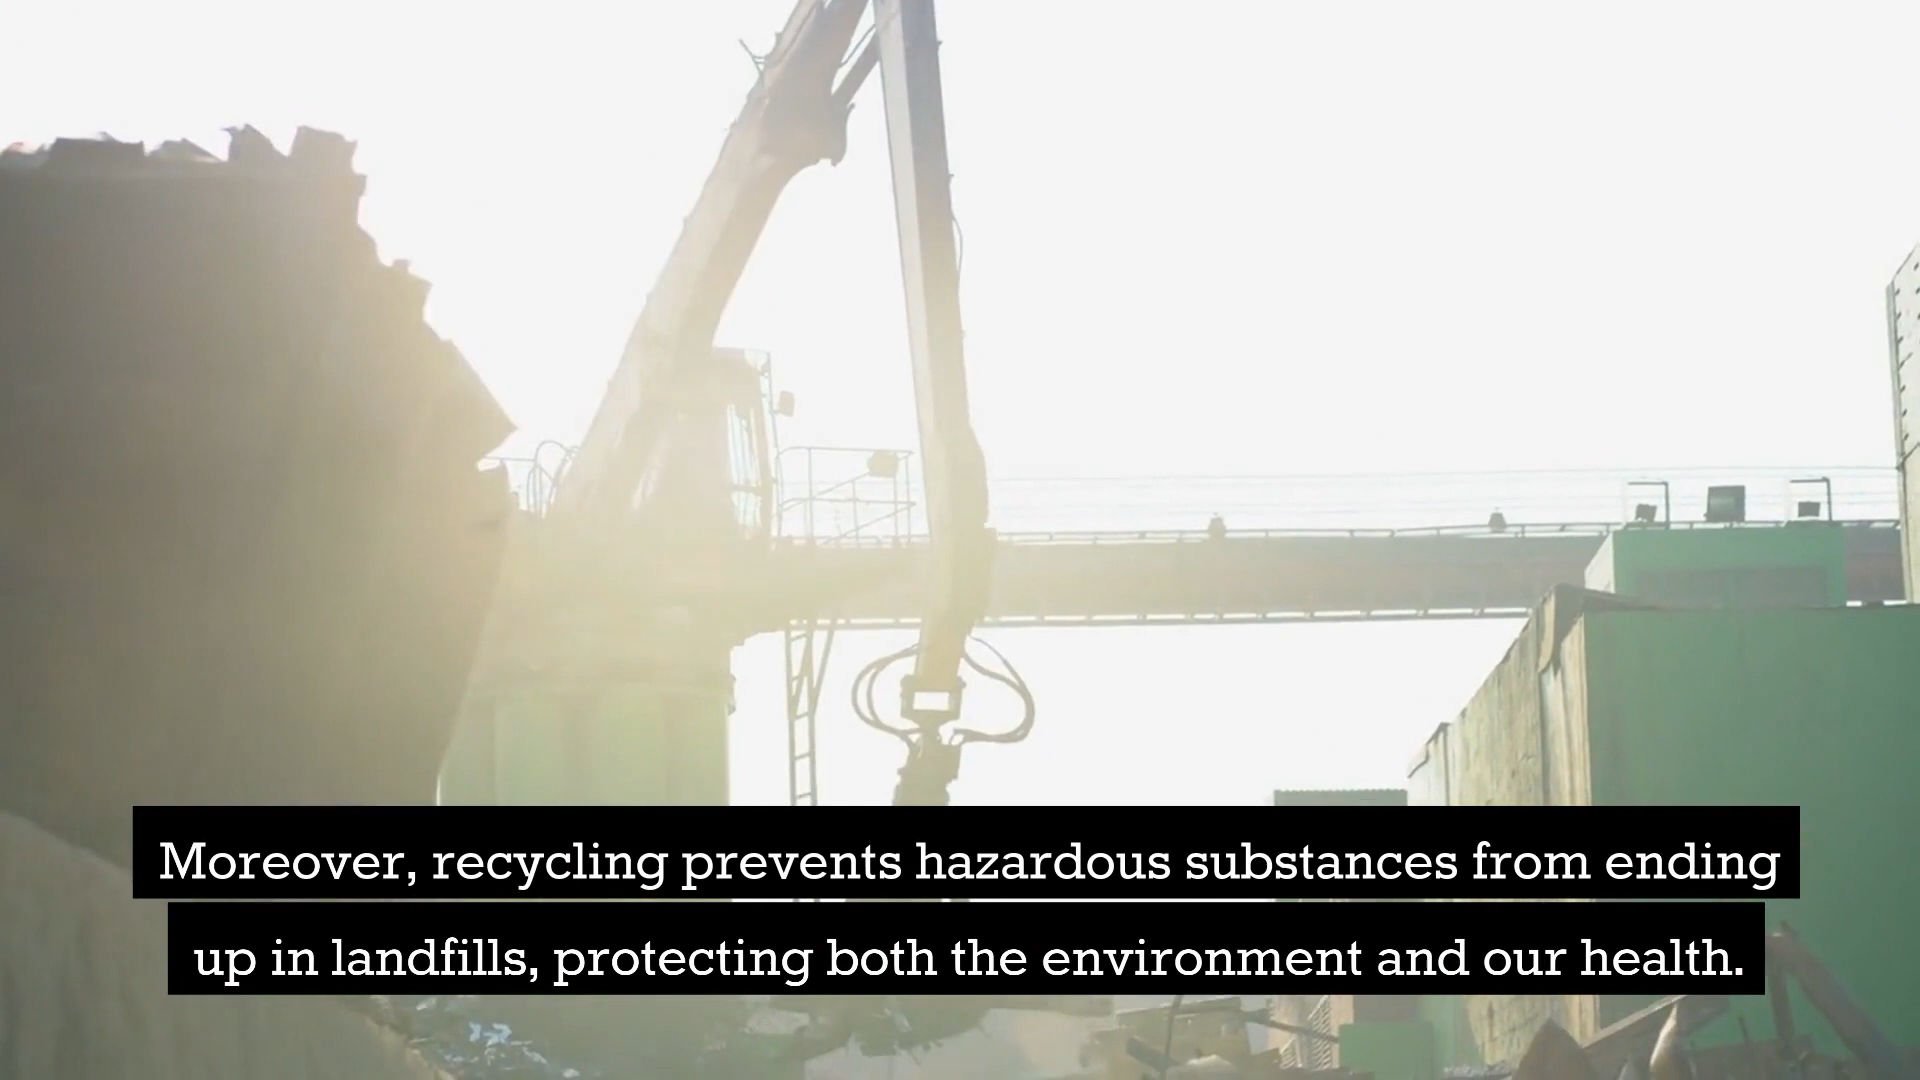 Moreover, recycling prevents hazardous substances from ending
up in landfills, protecting both the environment and our health.